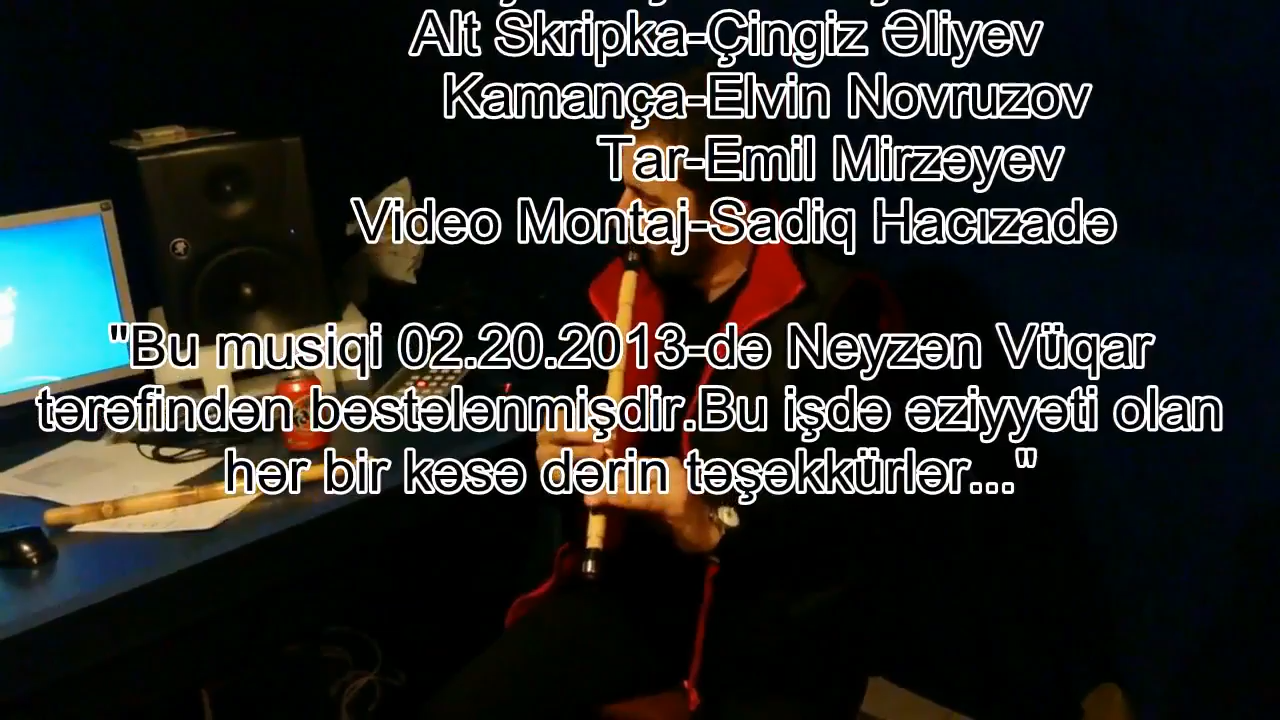 Alt Skripka-Çingiz Əliyev
Kamança-Elvin Novruzov
Tar-Emil Mirzəyev
Video Montaj-Sadiq Hacızadə
"Bu musiqi 02.20.2013-də Neyzən Vüqar
tərəfindən bəstələnmişdir.Bu işdə əziyyəti olan
hər bir kəsə dərin təşəkkürlər..."